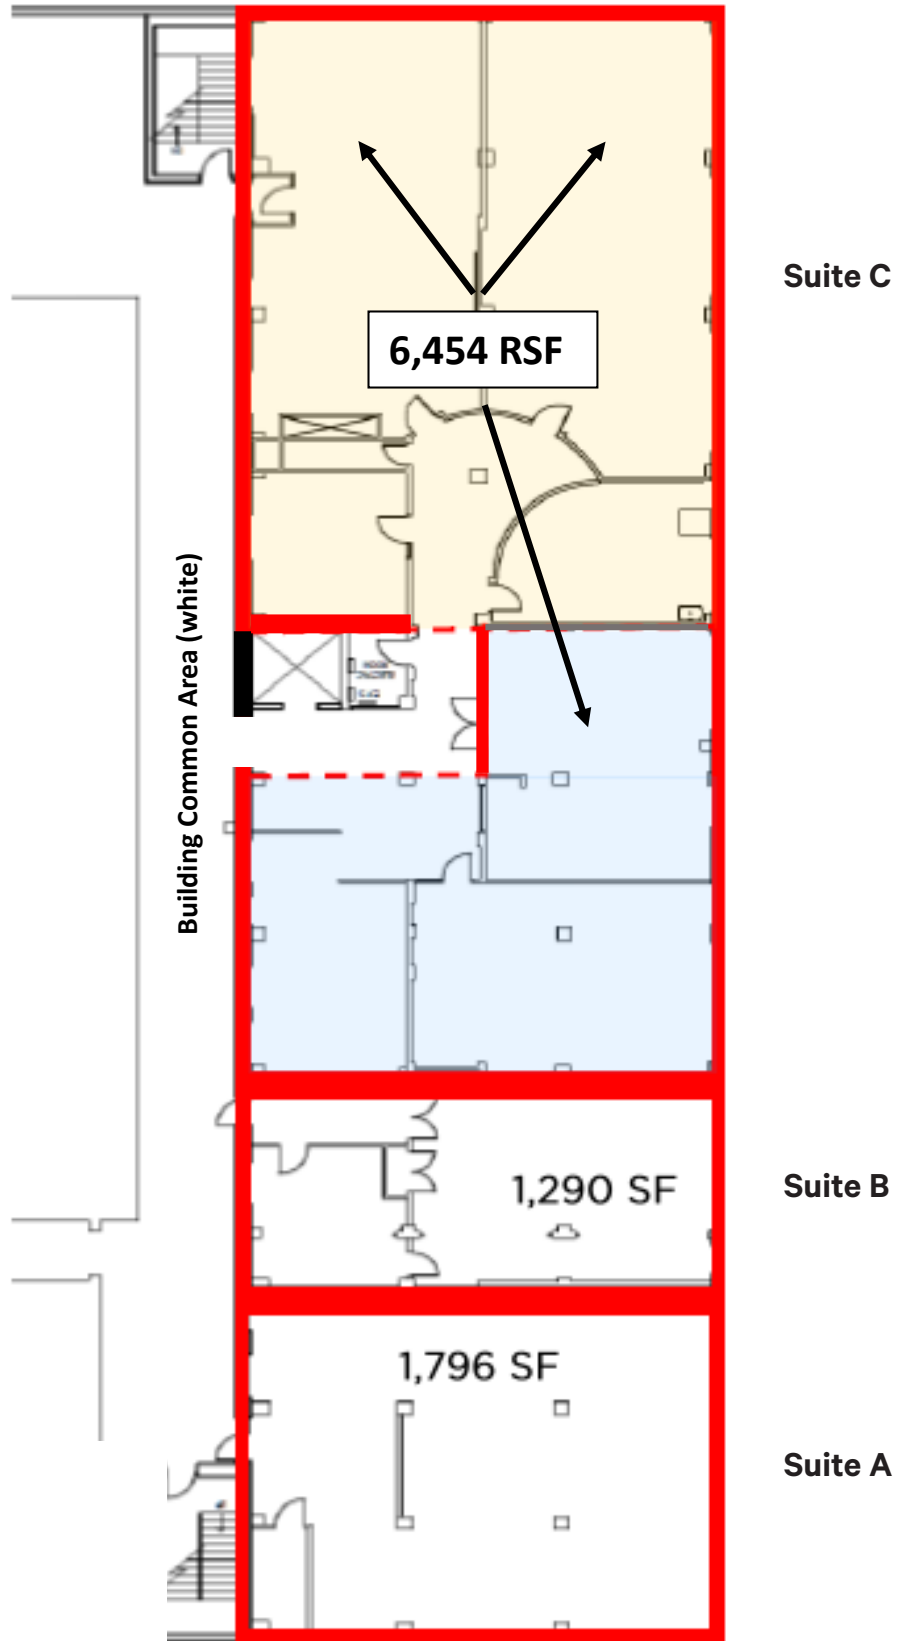 Suite C
6,454 RSF
Building Common Area (white)
1,290 SF
Suite B
1,796 SF
Suite A